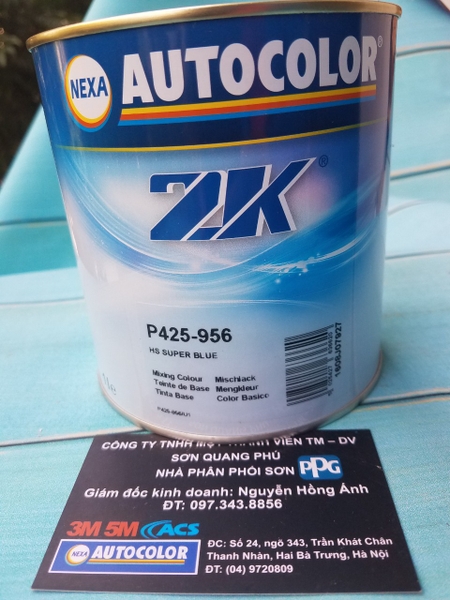 NEXA AUTOCOLOR®
2K®
P425-956
HS SUPER BLUE
Mixing Colour Mischlack
Teinte de Base Mengkleur
Tinta Base Color Basico
1608J07927
CÔNG TY TNHH MỘT THÀNH VIÊN TM – DV
SƠN QUANG PHÚ
NHÀ PHÂN PHỐI SƠN PPG
Giám đốc kinh doanh: Nguyễn Hồng Ánh
ĐT: 097.343.8856
3M 5M ACS
NEXA AUTOCOLOR
ĐC: Số 24, ngõ 343, Trần Khát Chân
Thanh Nhàn, Hai Bà Trưng, Hà Nội
ĐT: (04) 9720809